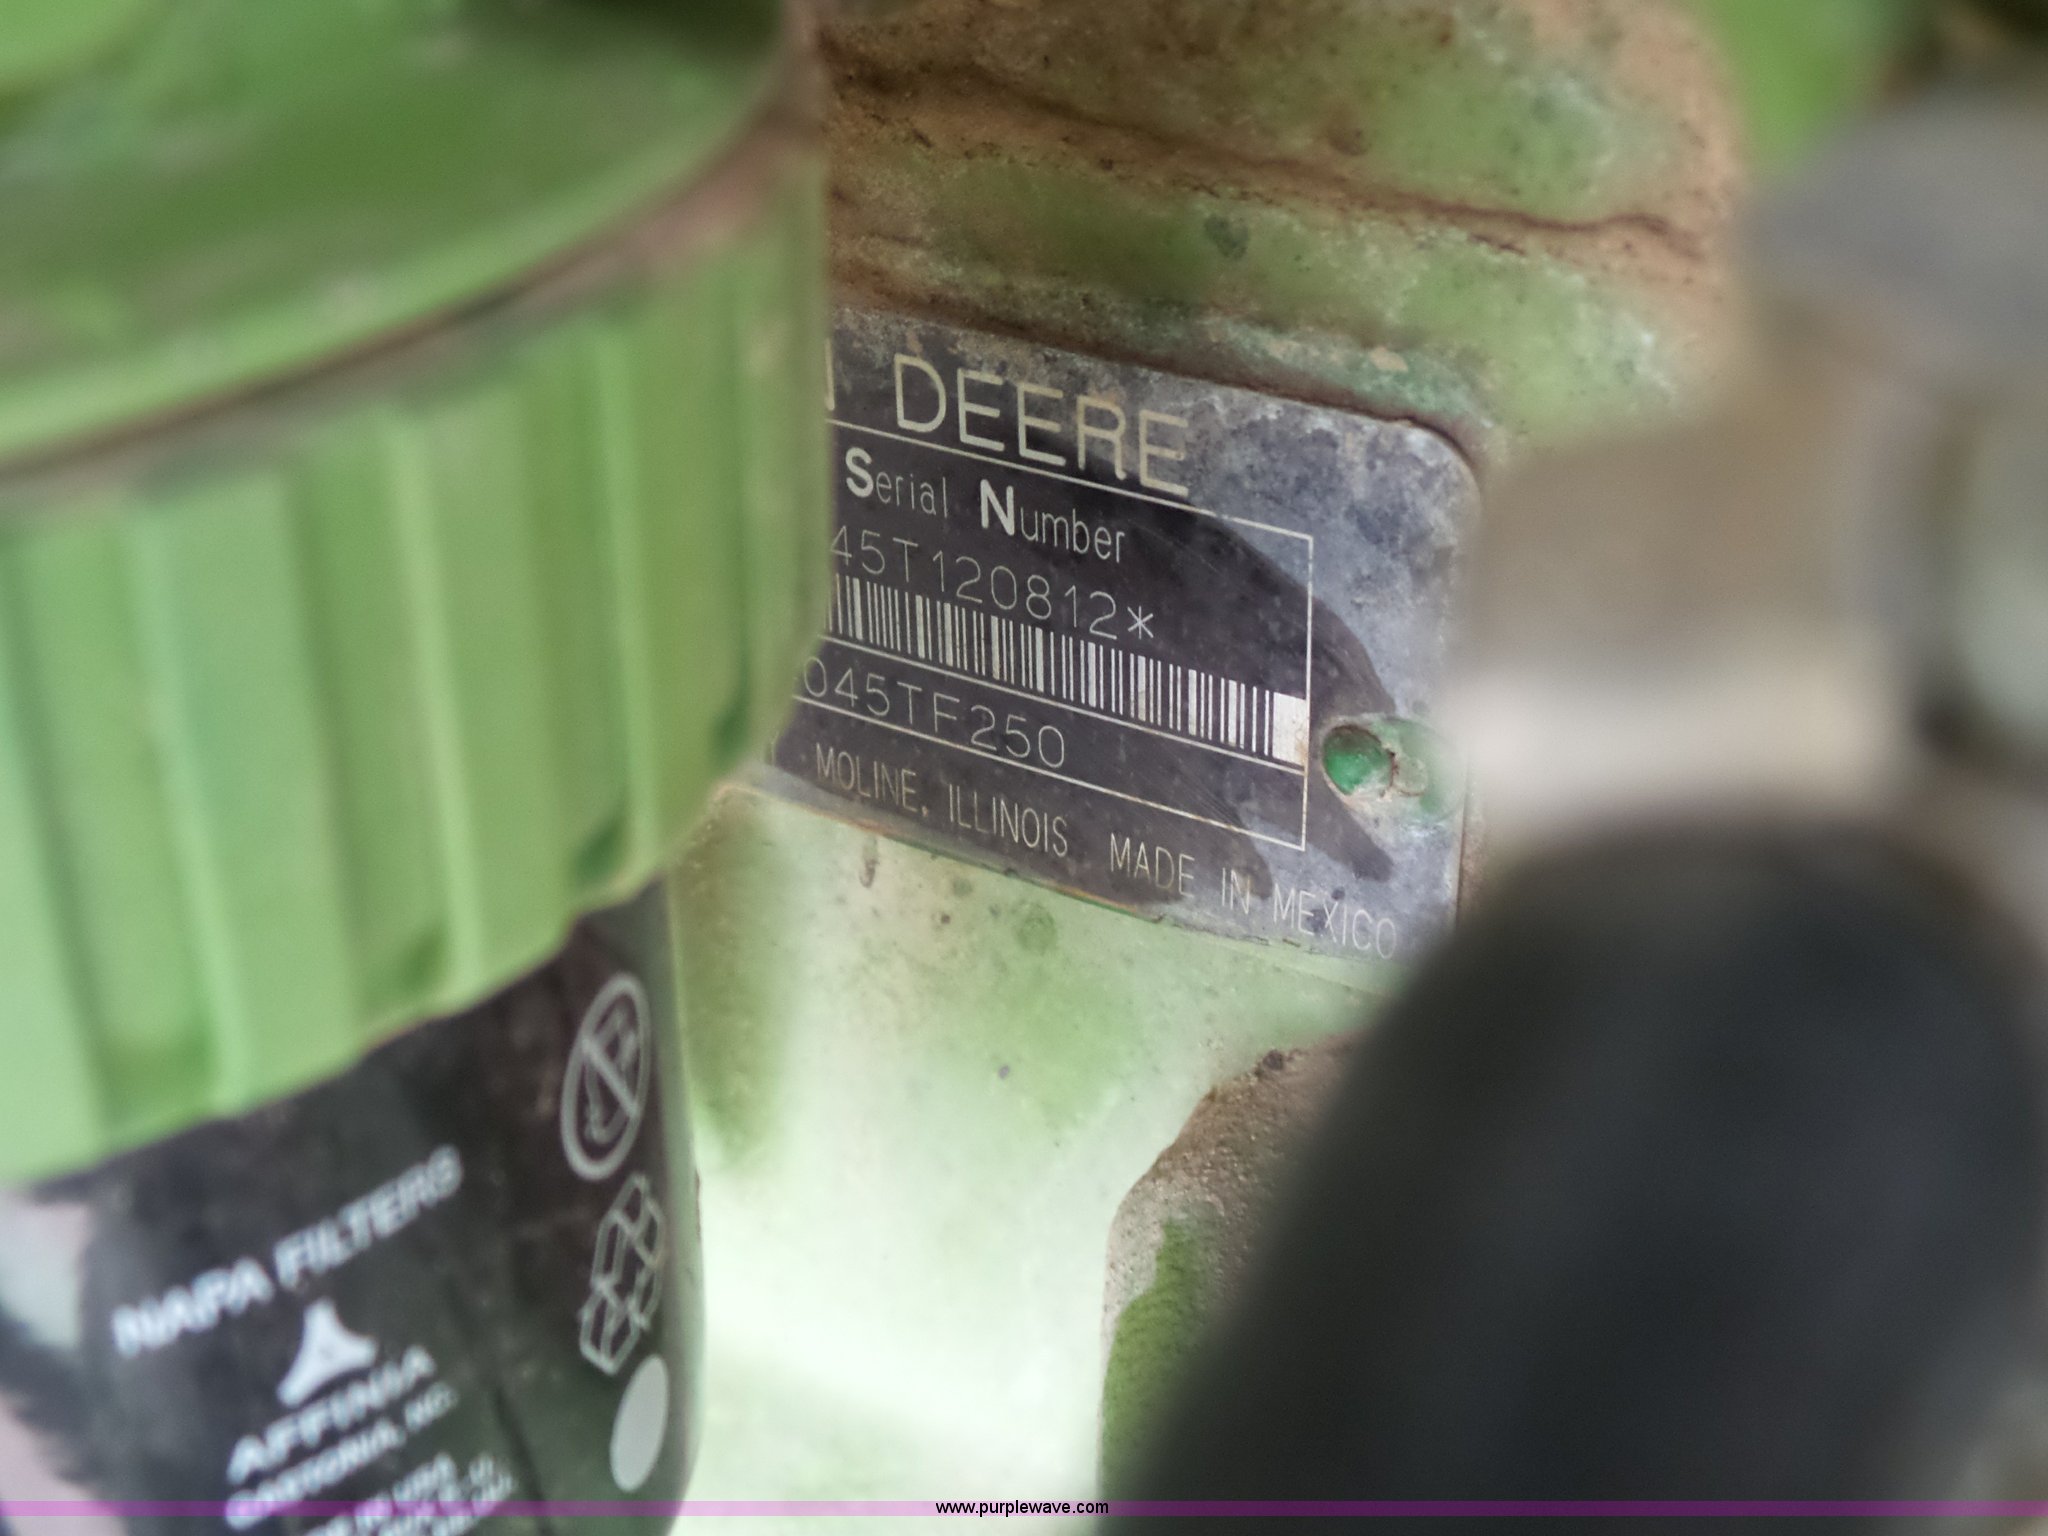 DEERE
Serial Number
45T120812*
045TF250
MOLINE, ILLINOIS MADE IN MEXICO
NAPA FILTERS
AFFINIA
www.purplewave.com